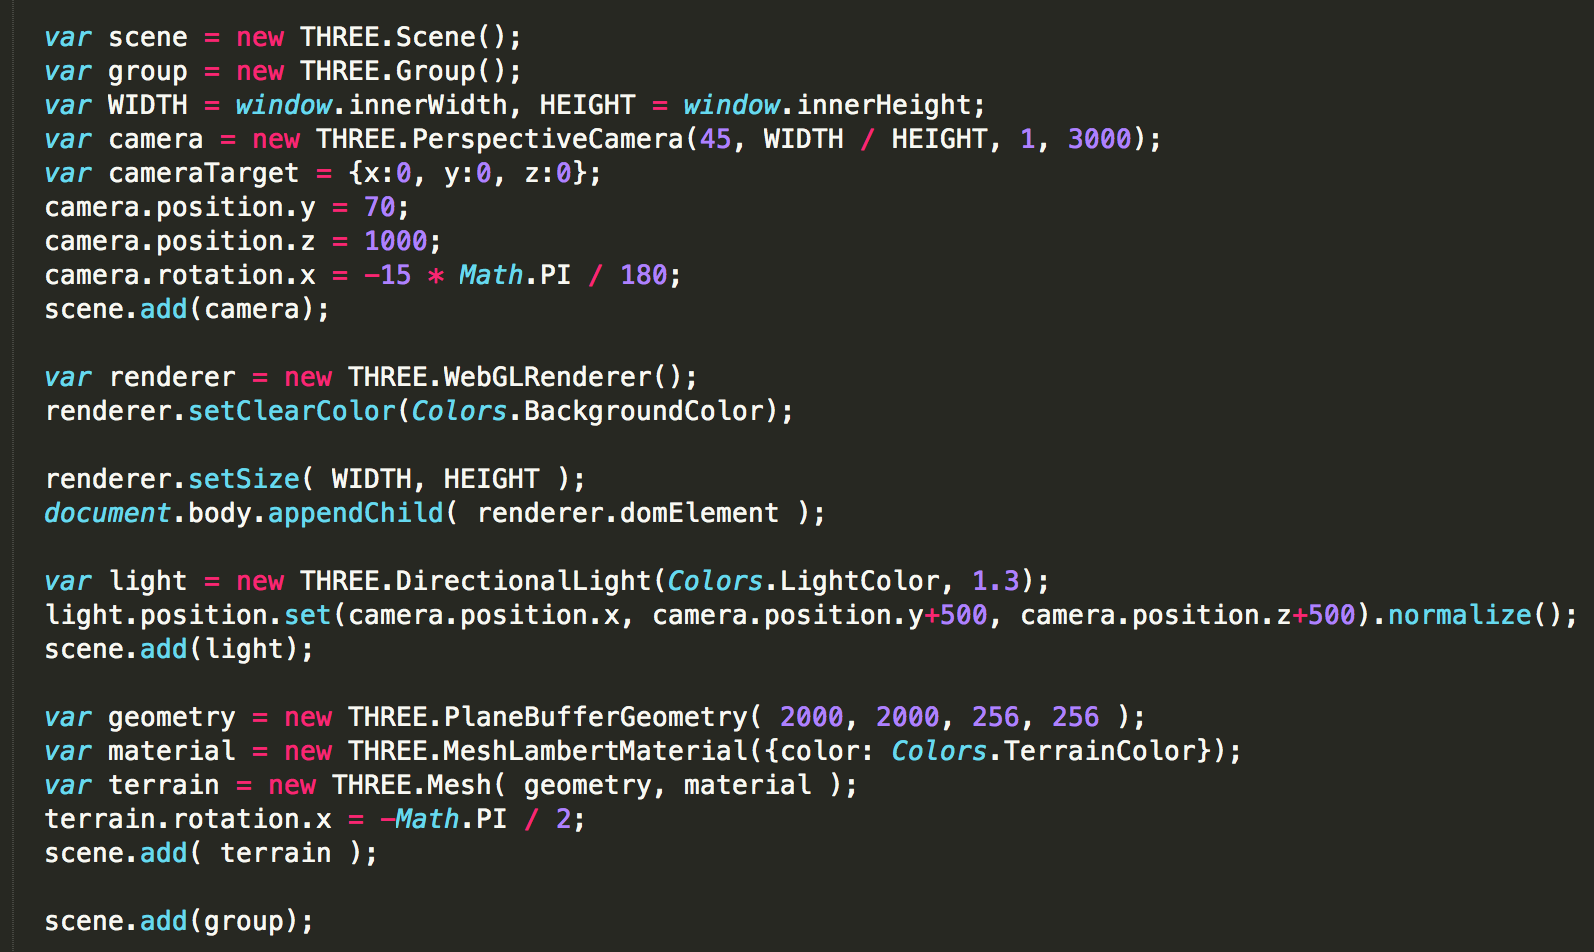 var scene = new THREE.Scene();
var group = new THREE.Group();
var WIDTH = window.innerWidth, HEIGHT = window.innerHeight;
var camera = new THREE.PerspectiveCamera(45, WIDTH / HEIGHT, 1, 3000);
var cameraTarget = {x:0, y:0, z:0};
camera.position.y = 70;
camera.position.z = 1000;
camera.rotation.x = -15 * Math.PI / 180;
scene.add(camera);

var renderer = new THREE.WebGLRenderer();
renderer.setClearColor(Colors.BackgroundColor);

renderer.setSize( WIDTH, HEIGHT );
document.body.appendChild( renderer.domElement );

var light = new THREE.DirectionalLight(Colors.LightColor, 1.3);
light.position.set(camera.position.x, camera.position.y+500, camera.position.z+500).normalize();
scene.add(light);

var geometry = new THREE.PlaneBufferGeometry( 2000, 2000, 256, 256 );
var material = new THREE.MeshLambertMaterial({color: Colors.TerrainColor});
var terrain = new THREE.Mesh( geometry, material );
terrain.rotation.x = -Math.PI / 2;
scene.add( terrain );

scene.add(group);